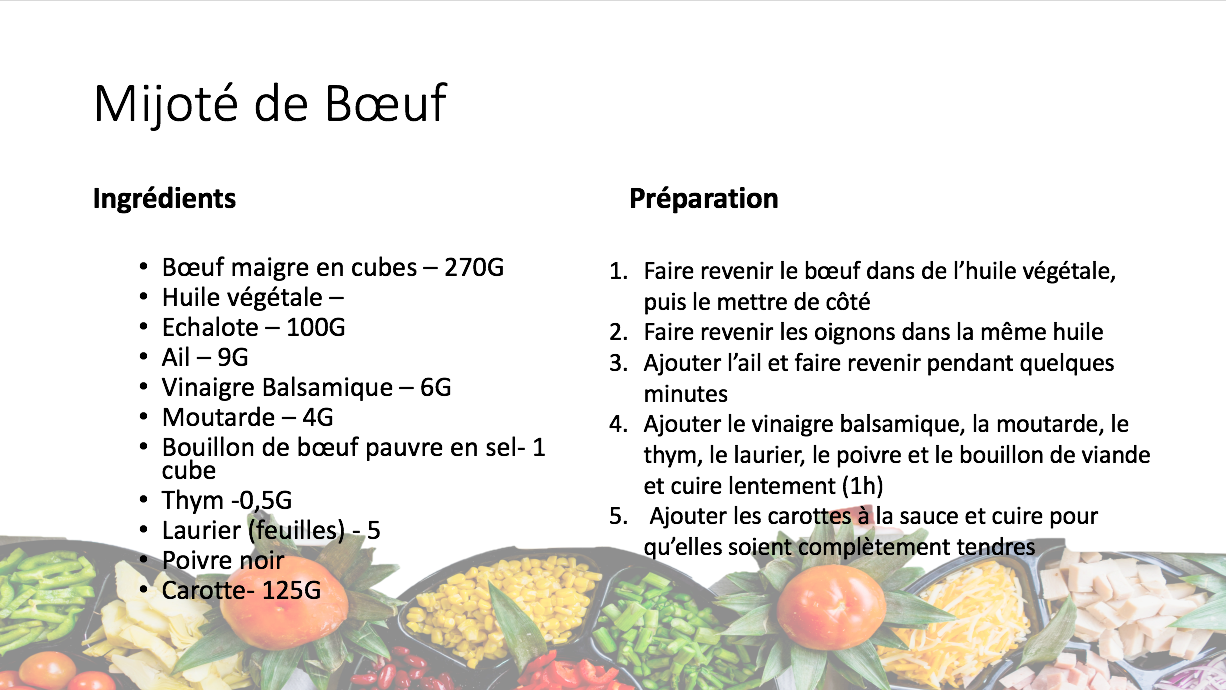 Mijoté de Bœuf
Ingrédients
• Bœuf maigre en cubes – 270G
• Huile végétale –
• Echalote – 100G
• Ail – 9G
• Vinaigre Balsamique – 6G
• Moutarde – 4G
• Bouillon de bœuf pauvre en sel- 1
cube
• Thym -0,5G
• Laurier (feuilles) - 5
• Poivre noir
• Carotte- 125G
Préparation
1. Faire revenir le bœuf dans de l’huile végétale,
puis le mettre de côté
2. Faire revenir les oignons dans la même huile
3. Ajouter l’ail et faire revenir pendant quelques
minutes
4. Ajouter le vinaigre balsamique, la moutarde, le
thym, le laurier, le poivre et le bouillon de viande
et cuire lentement (1h)
5. Ajouter les carottes à la sauce et cuire pour
qu’elles soient complètement tendres